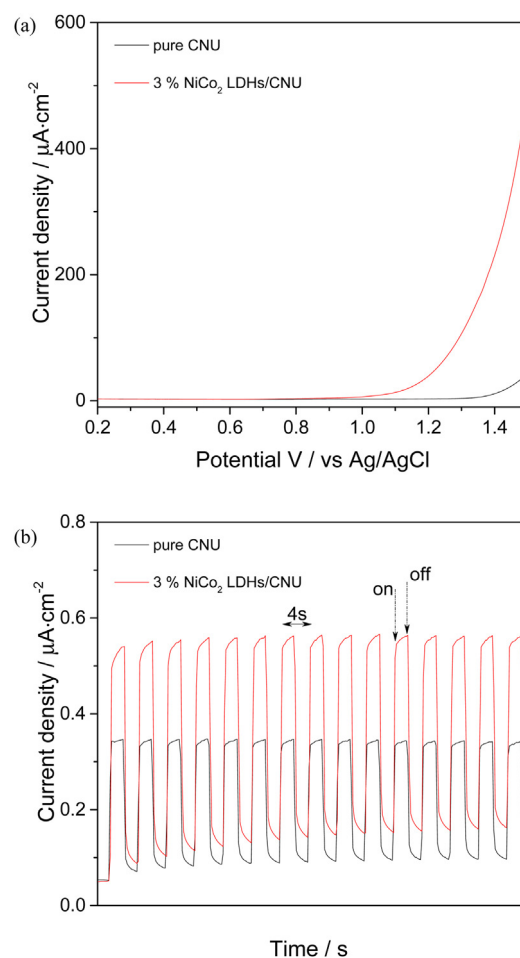 (a)
600
400
200
0
pure CNU
3 % NiCo₂ LDHs/CNU
Current density / μA·cm⁻²
0.2 0.4 0.6 0.8 1.0 1.2 1.4
Potential V / vs Ag/AgCl
(b)
0.8
0.6
0.4
0.2
0.0
pure CNU
3 % NiCo₂ LDHs/CNU
4s
on
off
Current density / μA·cm⁻²
Time / s